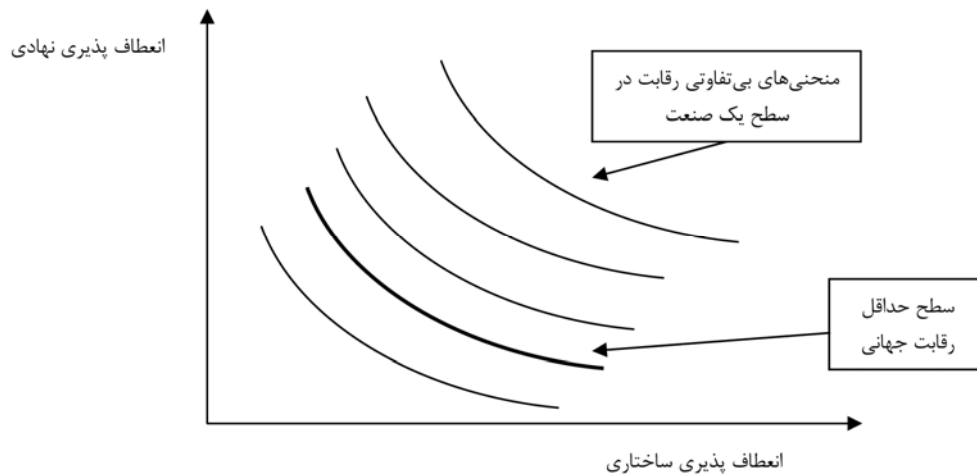 انعطاف پذیری نهادی
منحنی‌های بی‌تفاوتی رقابت در
سطح یک صنعت
سطح حداقل
رقابت جهانی
انعطاف پذیری ساختاری